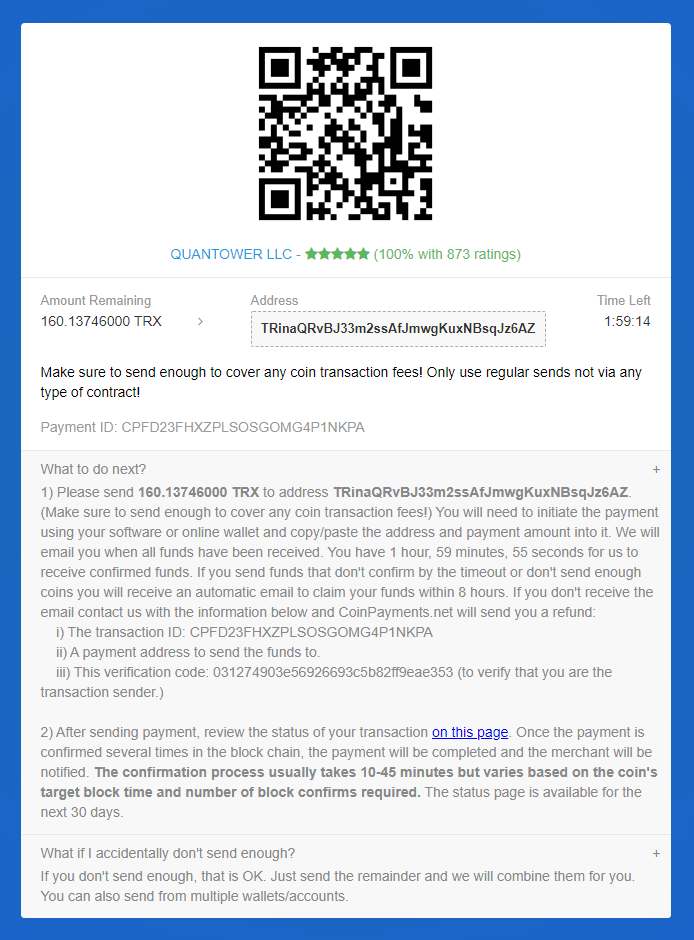 QUANTOWER LLC - ★★★★★ (100% with 873 ratings)
Amount Remaining
160.13746000 TRX
Address
TRinaQRvBJ33m2ssAfJmwgKuxNBsqJz6AZ
Time Left
1:59:14
Make sure to send enough to cover any coin transaction fees! Only use regular sends not via any
type of contract!
Payment ID: CPFD23FHXZPLSOSGOMG4P1NKPA
What to do next? +
1) Please send 160.13746000 TRX to address TRinaQRvBJ33m2ssAfJmwgKuxNBsqJz6AZ.
(Make sure to send enough to cover any coin transaction fees!) You will need to initiate the payment
using your software or online wallet and copy/paste the address and payment amount into it. We will
email you when all funds have been received. You have 1 hour, 59 minutes, 55 seconds for us to
receive confirmed funds. If you send funds that don't confirm by the timeout or don't send enough
coins you will receive an automatic email to claim your funds within 8 hours. If you don't receive the
email contact us with the information below and CoinPayments.net will send you a refund:
i) The transaction ID: CPFD23FHXZPLSOSGOMG4P1NKPA
ii) A payment address to send the funds to.
iii) This verification code: 031274903e56926693c5b82ff9eae353 (to verify that you are the
transaction sender.)
2) After sending payment, review the status of your transaction on this page. Once the payment is
confirmed several times in the block chain, the payment will be completed and the merchant will be
notified. The confirmation process usually takes 10-45 minutes but varies based on the coin's
target block time and number of block confirms required. The status page is available for the
next 30 days.
What if I accidentally don't send enough? +
If you don't send enough, that is OK. Just send the remainder and we will combine them for you.
You can also send from multiple wallets/accounts.